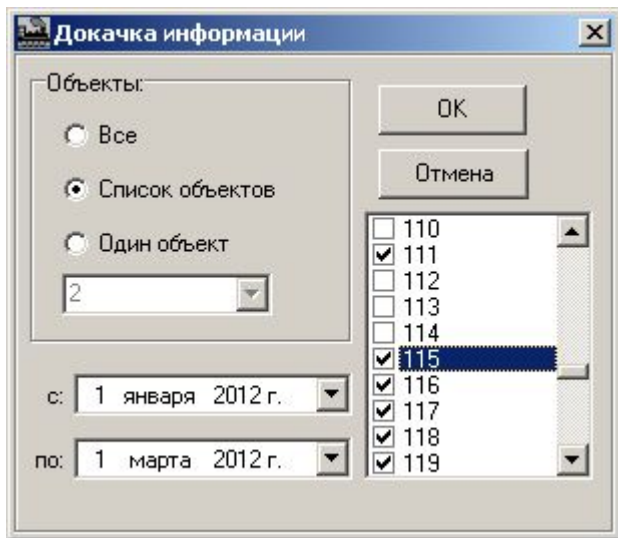 Докачка информации
Объекты:
Все
Список объектов
Один объект
2
с: 1 января 2012 г.
по: 1 марта 2012 г.
OK
Отмена
110
111
112
113
114
115
116
117
118
119